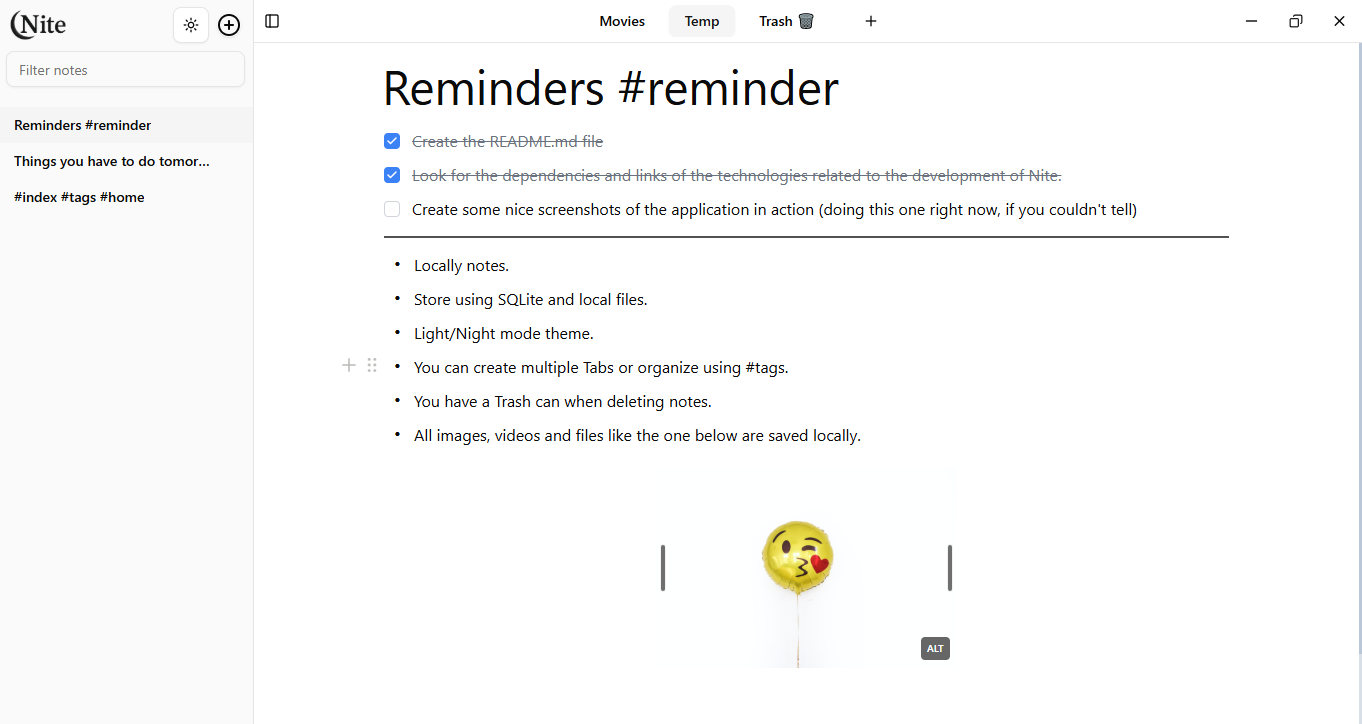 Nite
Movies
Temp
Trash
Filter notes
Reminders #reminder
Things you have to do tomor...
#index #tags #home
Reminders #reminder
Create the README.md file
Look for the dependencies and links of the technologies related to the development of Nite.
Create some nice screenshots of the application in action (doing this one right now, if you couldn't tell)
• Locally notes.
• Store using SQLite and local files.
• Light/Night mode theme.
• You can create multiple Tabs or organize using #tags.
• You have a Trash can when deleting notes.
• All images, videos and files like the one below are saved locally.
ALT